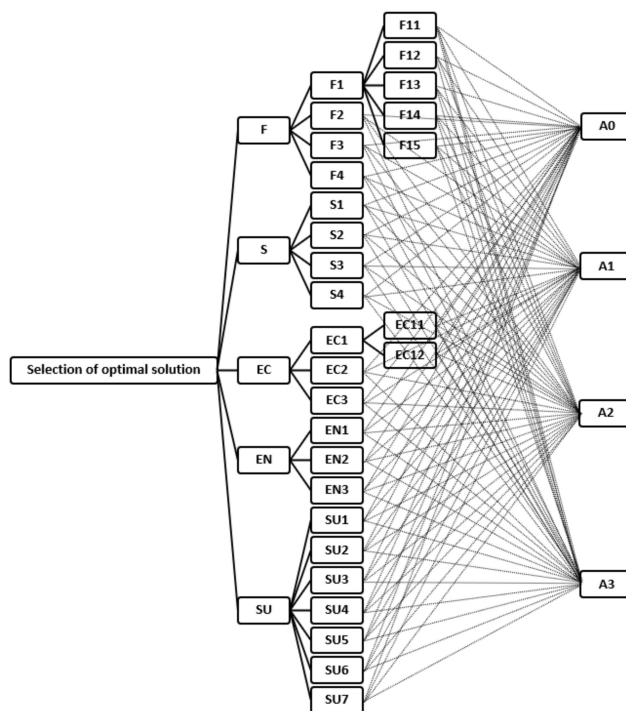 Selection of optimal solution
F
S
EC
EN
SU
F1
F2
F3
F4
S1
S2
S3
S4
EC1
EC2
EC3
EN1
EN2
EN3
SU1
SU2
SU3
SU4
SU5
SU6
SU7
F11
F12
F13
F14
F15
EC11
EC12
A0
A1
A2
A3